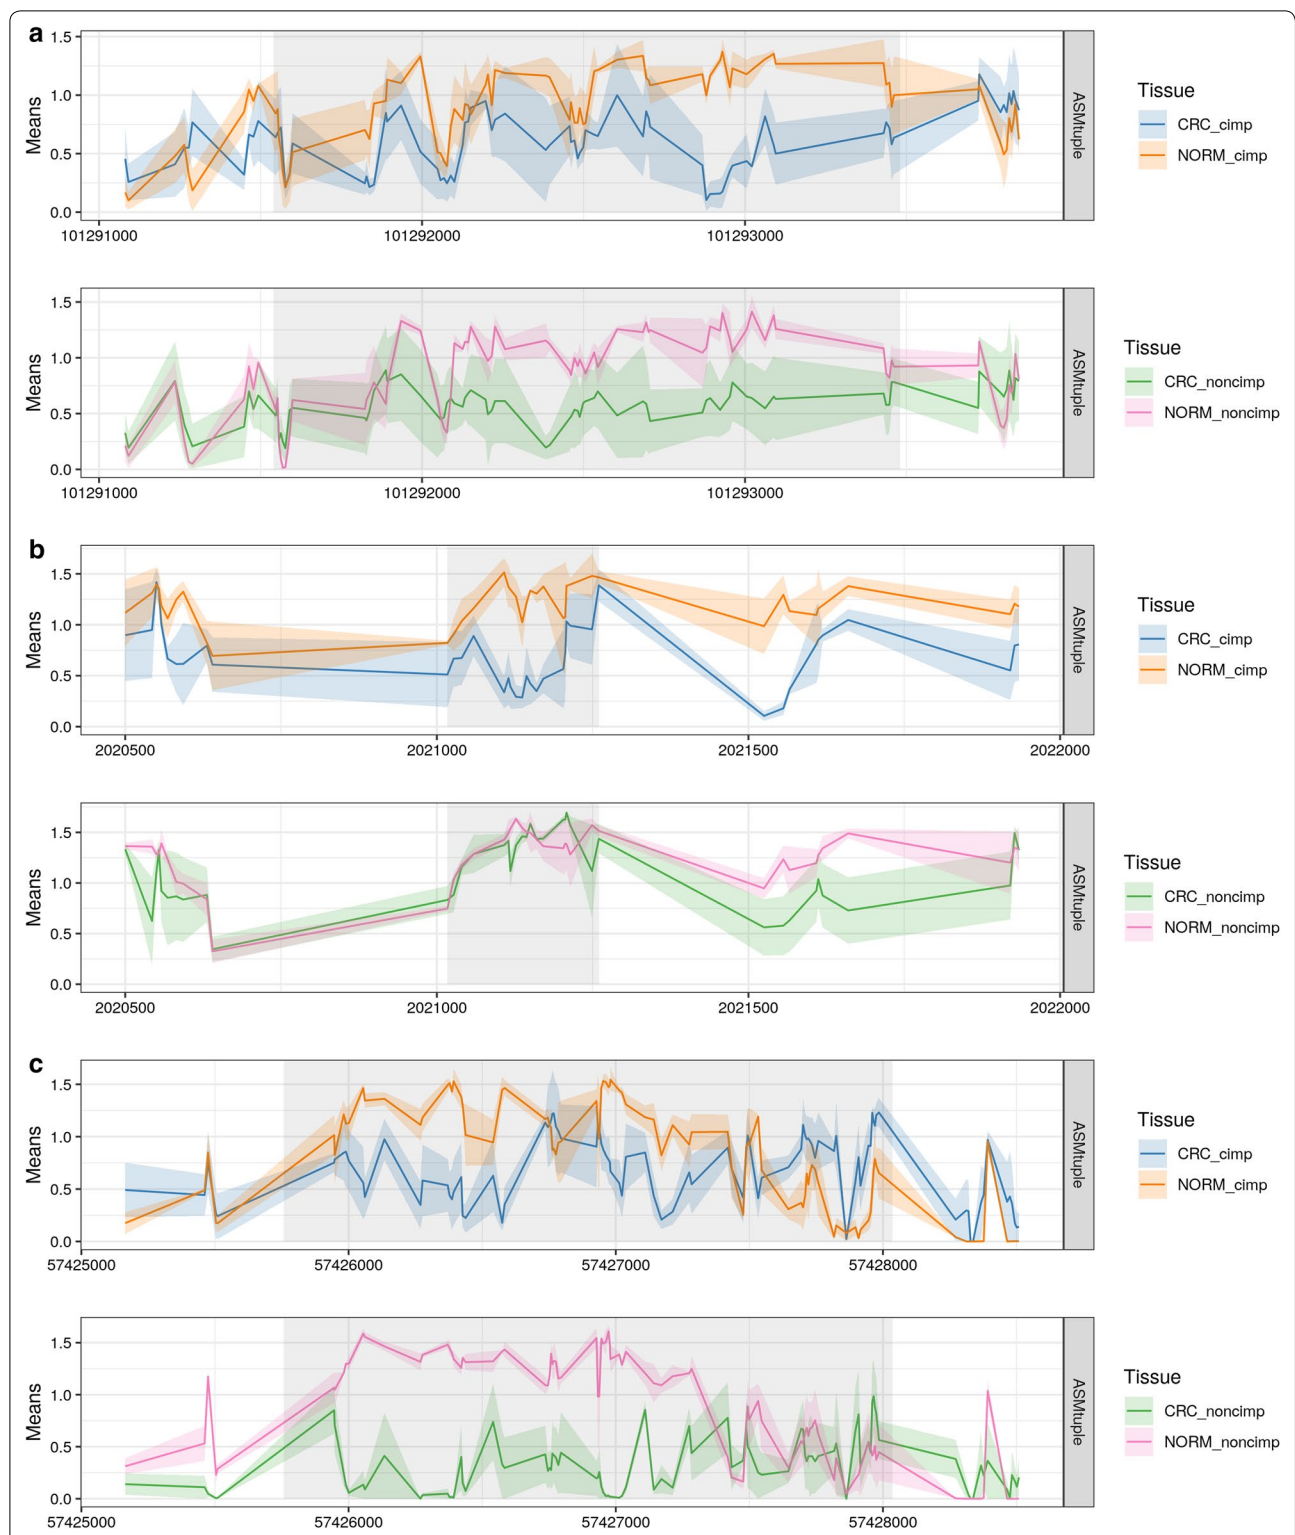 a
1.5
1.0
0.5
0.0
Means
ASMtuple
101291000 101292000 101293000
Tissue
CRC_cimp
NORM_cimp
1.5
1.0
0.5
0.0
Means
ASMtuple
101291000 101292000 101293000
Tissue
CRC_noncimp
NORM_noncimp
b
1.5
1.0
0.5
0.0
Means
ASMtuple
2020500 2021000 2021500 2022000
Tissue
CRC_cimp
NORM_cimp
1.5
1.0
0.5
0.0
Means
ASMtuple
2020500 2021000 2021500 2022000
Tissue
CRC_noncimp
NORM_noncimp
c
1.5
1.0
0.5
0.0
Means
ASMtuple
57425000 57426000 57427000 57428000
Tissue
CRC_cimp
NORM_cimp
1.5
1.0
0.5
0.0
Means
ASMtuple
57425000 57426000 57427000 57428000
Tissue
CRC_noncimp
NORM_noncimp